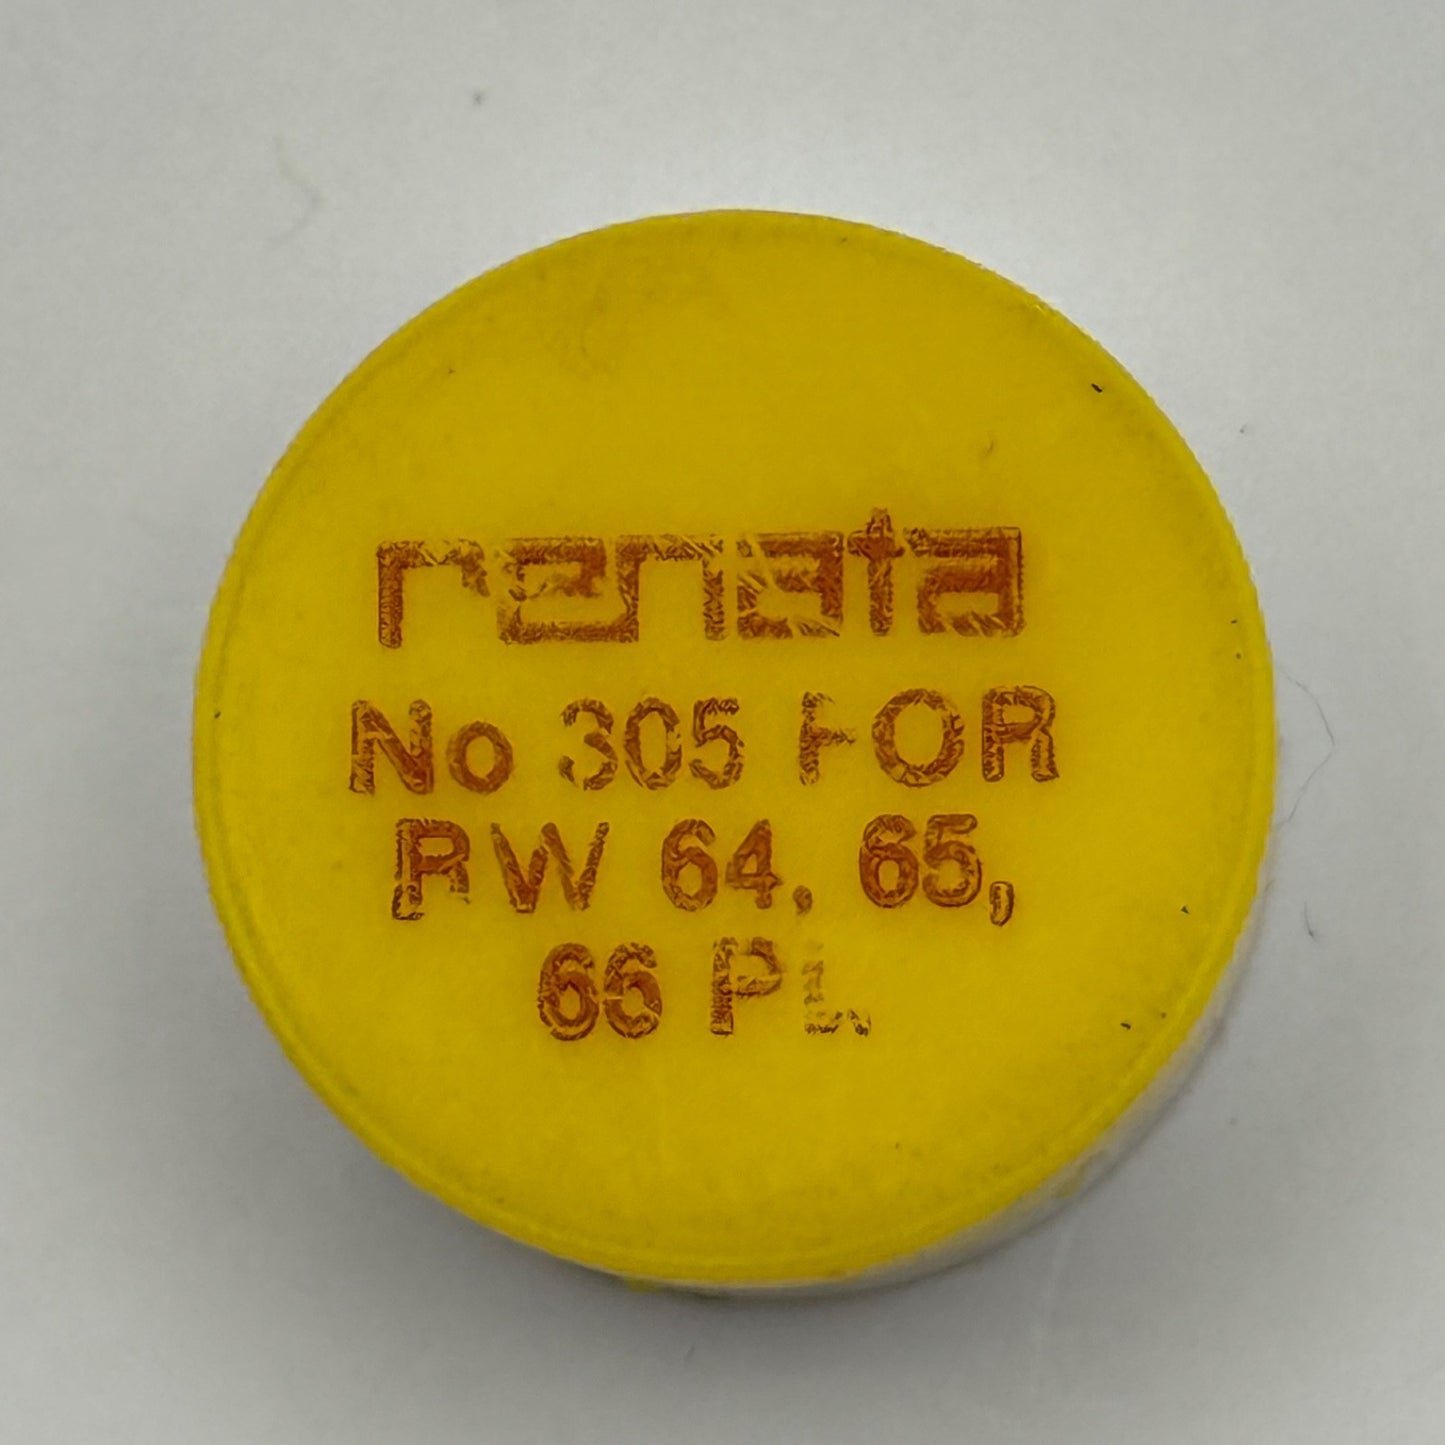 renata
No 305 FOR
RW 64, 65,
66 PL